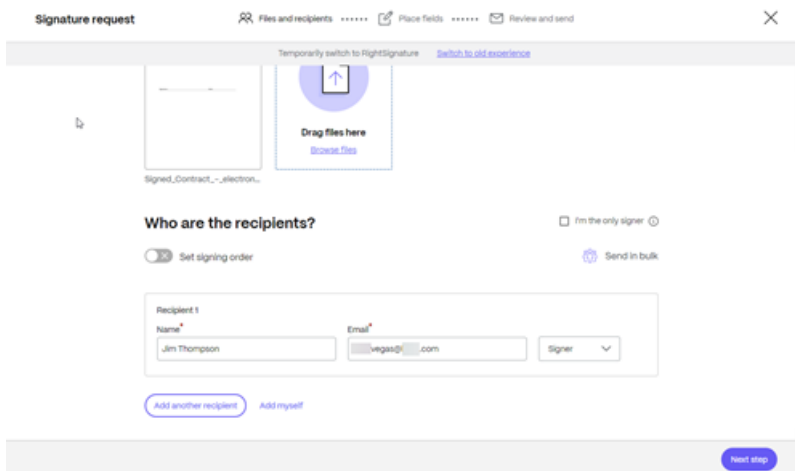 Signature request
Files and recipients
Place fields
Review and send
Temporarily switch to RightSignature
Switch to old experience
Drag files here
Browse files
Signed_Contract_-_electron...
Who are the recipients?
I'm the only signer
Set signing order
Send in bulk
Recipient 1
Name* Email*
Jim Thompson vegas@ .com Signer
Add another recipient Add myself
Next step